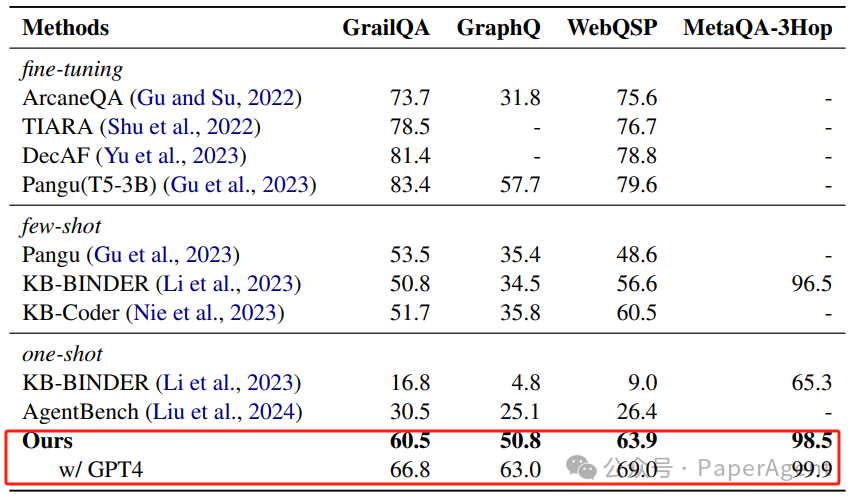 Methods GrailQA GraphQ WebQSP MetaQA-3Hop
fine-tuning
ArcaneQA (Gu and Su, 2022) 73.7 31.8 75.6 -
TIARA (Shu et al., 2022) 78.5 - 76.7 -
DecAF (Yu et al., 2023) 81.4 - 78.8 -
Pangu(T5-3B) (Gu et al., 2023) 83.4 57.7 79.6 -
few-shot
Pangu (Gu et al., 2023) 53.5 35.4 48.6 -
KB-BINDER (Li et al., 2023) 50.8 34.5 56.6 96.5
KB-Coder (Nie et al., 2023) 51.7 35.8 60.5 -
one-shot
KB-BINDER (Li et al., 2023) 16.8 4.8 9.0 65.3
AgentBench (Liu et al., 2024) 30.5 25.1 26.4 -
Ours 60.5 50.8 63.9 98.5
w/ GPT4 66.8 63.0 69.0 99.9
公众号 · PaperAgent